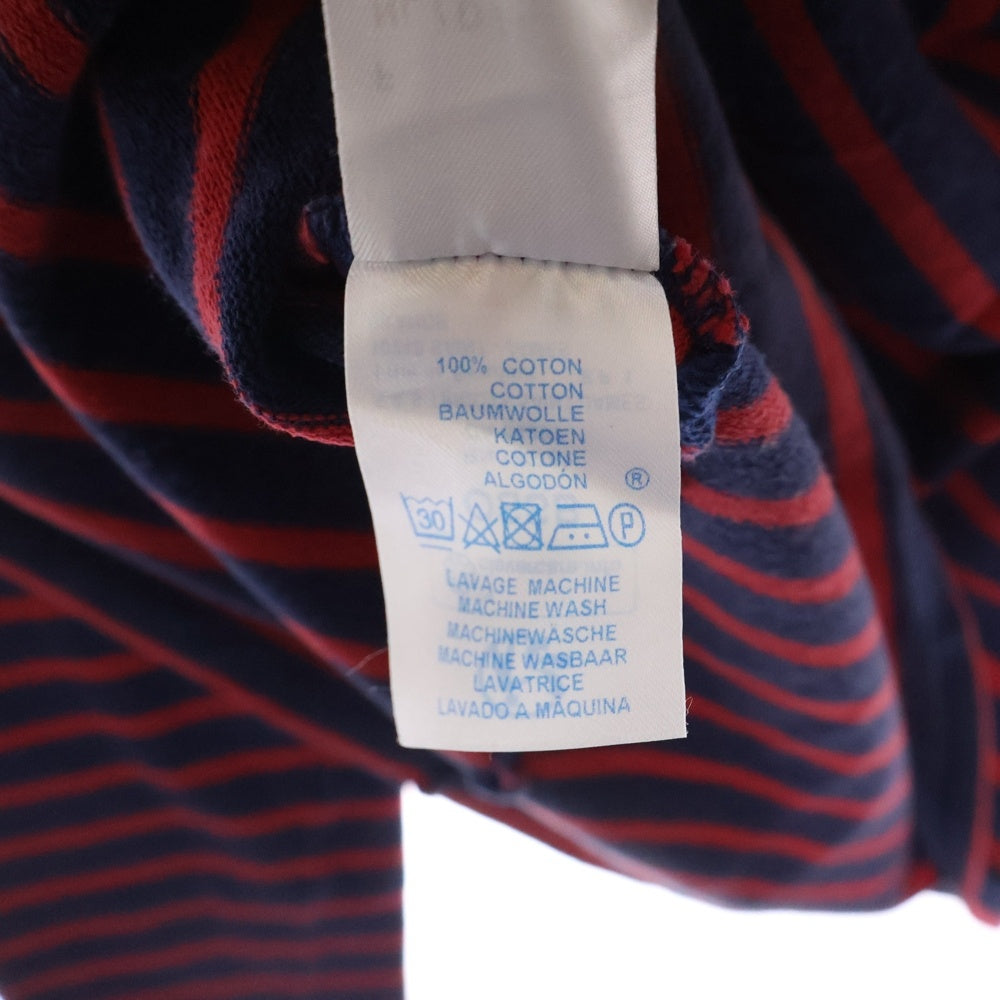 100% COTON
COTTON
BAUMWOLLE
KATOEN
COTONE
ALGODÓN ®
30 P
LAVAGE MACHINE
MACHINE WASH
MACHINEWÄSCHE
MACHINE WASBAAR
LAVATRICE
LAVADO A MÂQUINA